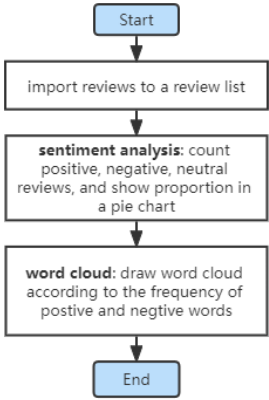 Start
import reviews to a review list
sentiment analysis: count
positive, negative, neutral
reviews, and show proportion in
a pie chart
word cloud: draw word cloud
according to the frequency of
postive and negtive words
End